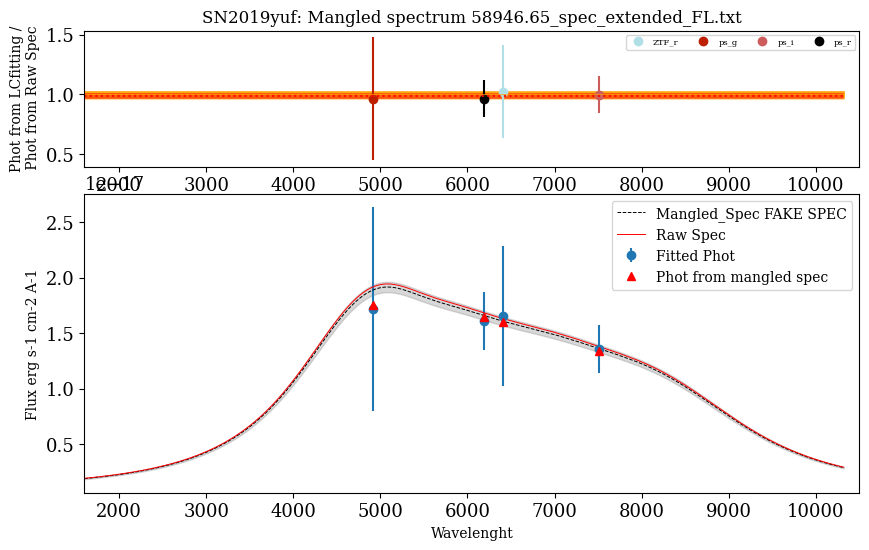 SN2019yuf: Mangled spectrum 58946.65_spec_extended_FL.txt
Phot from LCfitting /
Phot from Raw Spec
1.5
1.0
0.5
ZTF_r ps_g ps_i ps_r
2000 3000 4000 5000 6000 7000 8000 9000 10000
1e−17
Flux erg s-1 cm-2 A-1
2.5
2.0
1.5
1.0
0.5
Mangled_Spec FAKE SPEC
Raw Spec
Fitted Phot
Phot from mangled spec
2000 3000 4000 5000 6000 7000 8000 9000 10000
Wavelenght